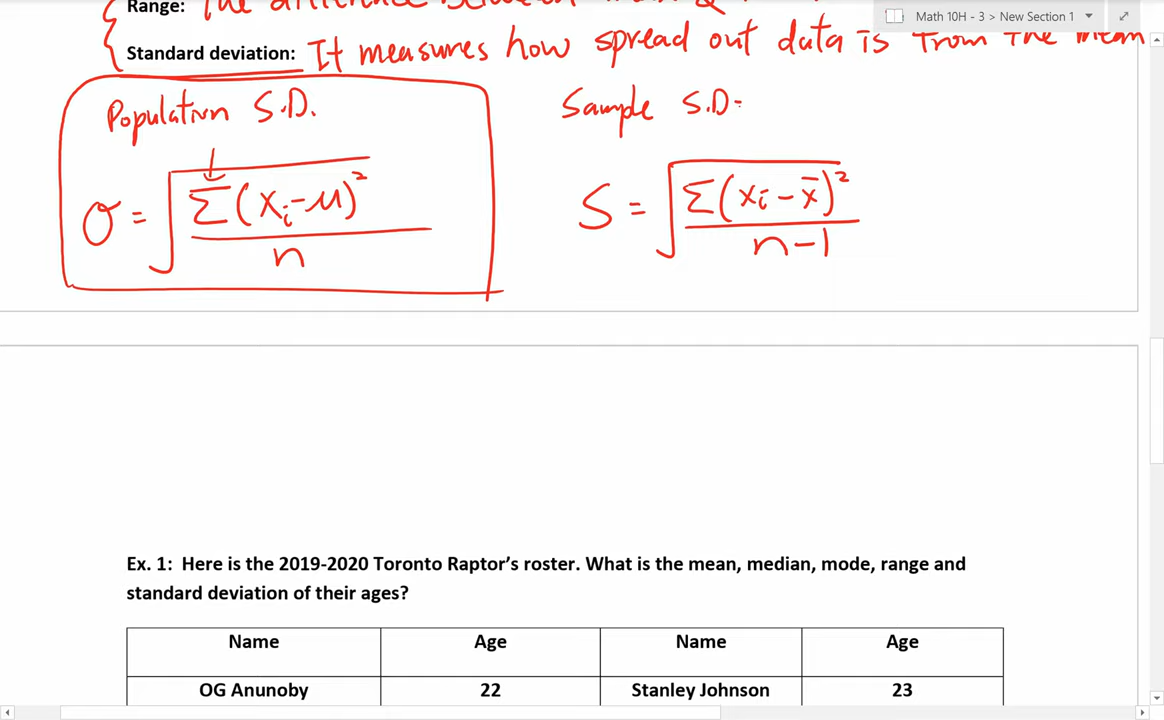 Range: The difference between
Math 10H - 3 > New Section 1
Standard deviation: It measures how spread out data is from the mean
Population S.D.
Sample S.D.
σ = √(Σ(xᵢ-μ)² / n)
S = √(Σ(xᵢ-x̄)² / n-1)
Ex. 1: Here is the 2019-2020 Toronto Raptor's roster. What is the mean, median, mode, range and
standard deviation of their ages?
Name Age Name Age
OG Anunoby 22 Stanley Johnson 23